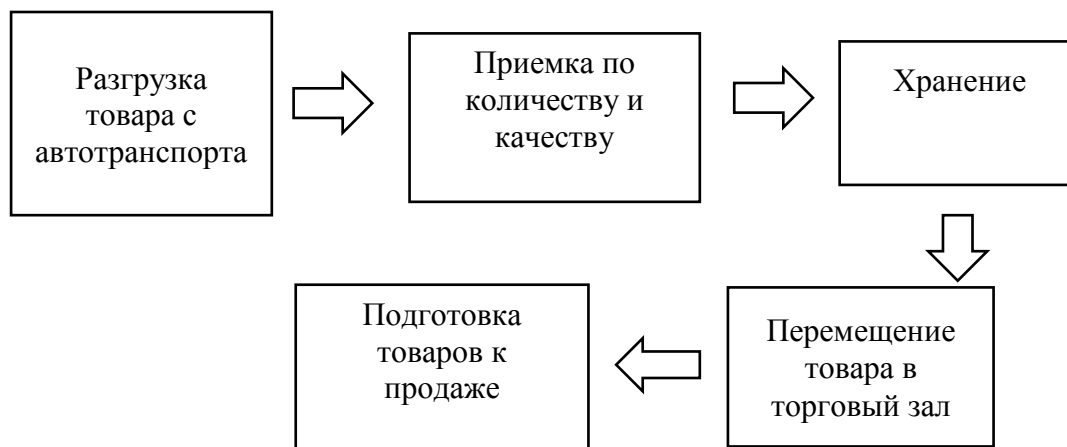 Разгрузка
товара с
автотранспорта
Приемка по
количеству и
качеству
Хранение
Перемещение
товара в
торговый зал
Подготовка
товаров к
продаже